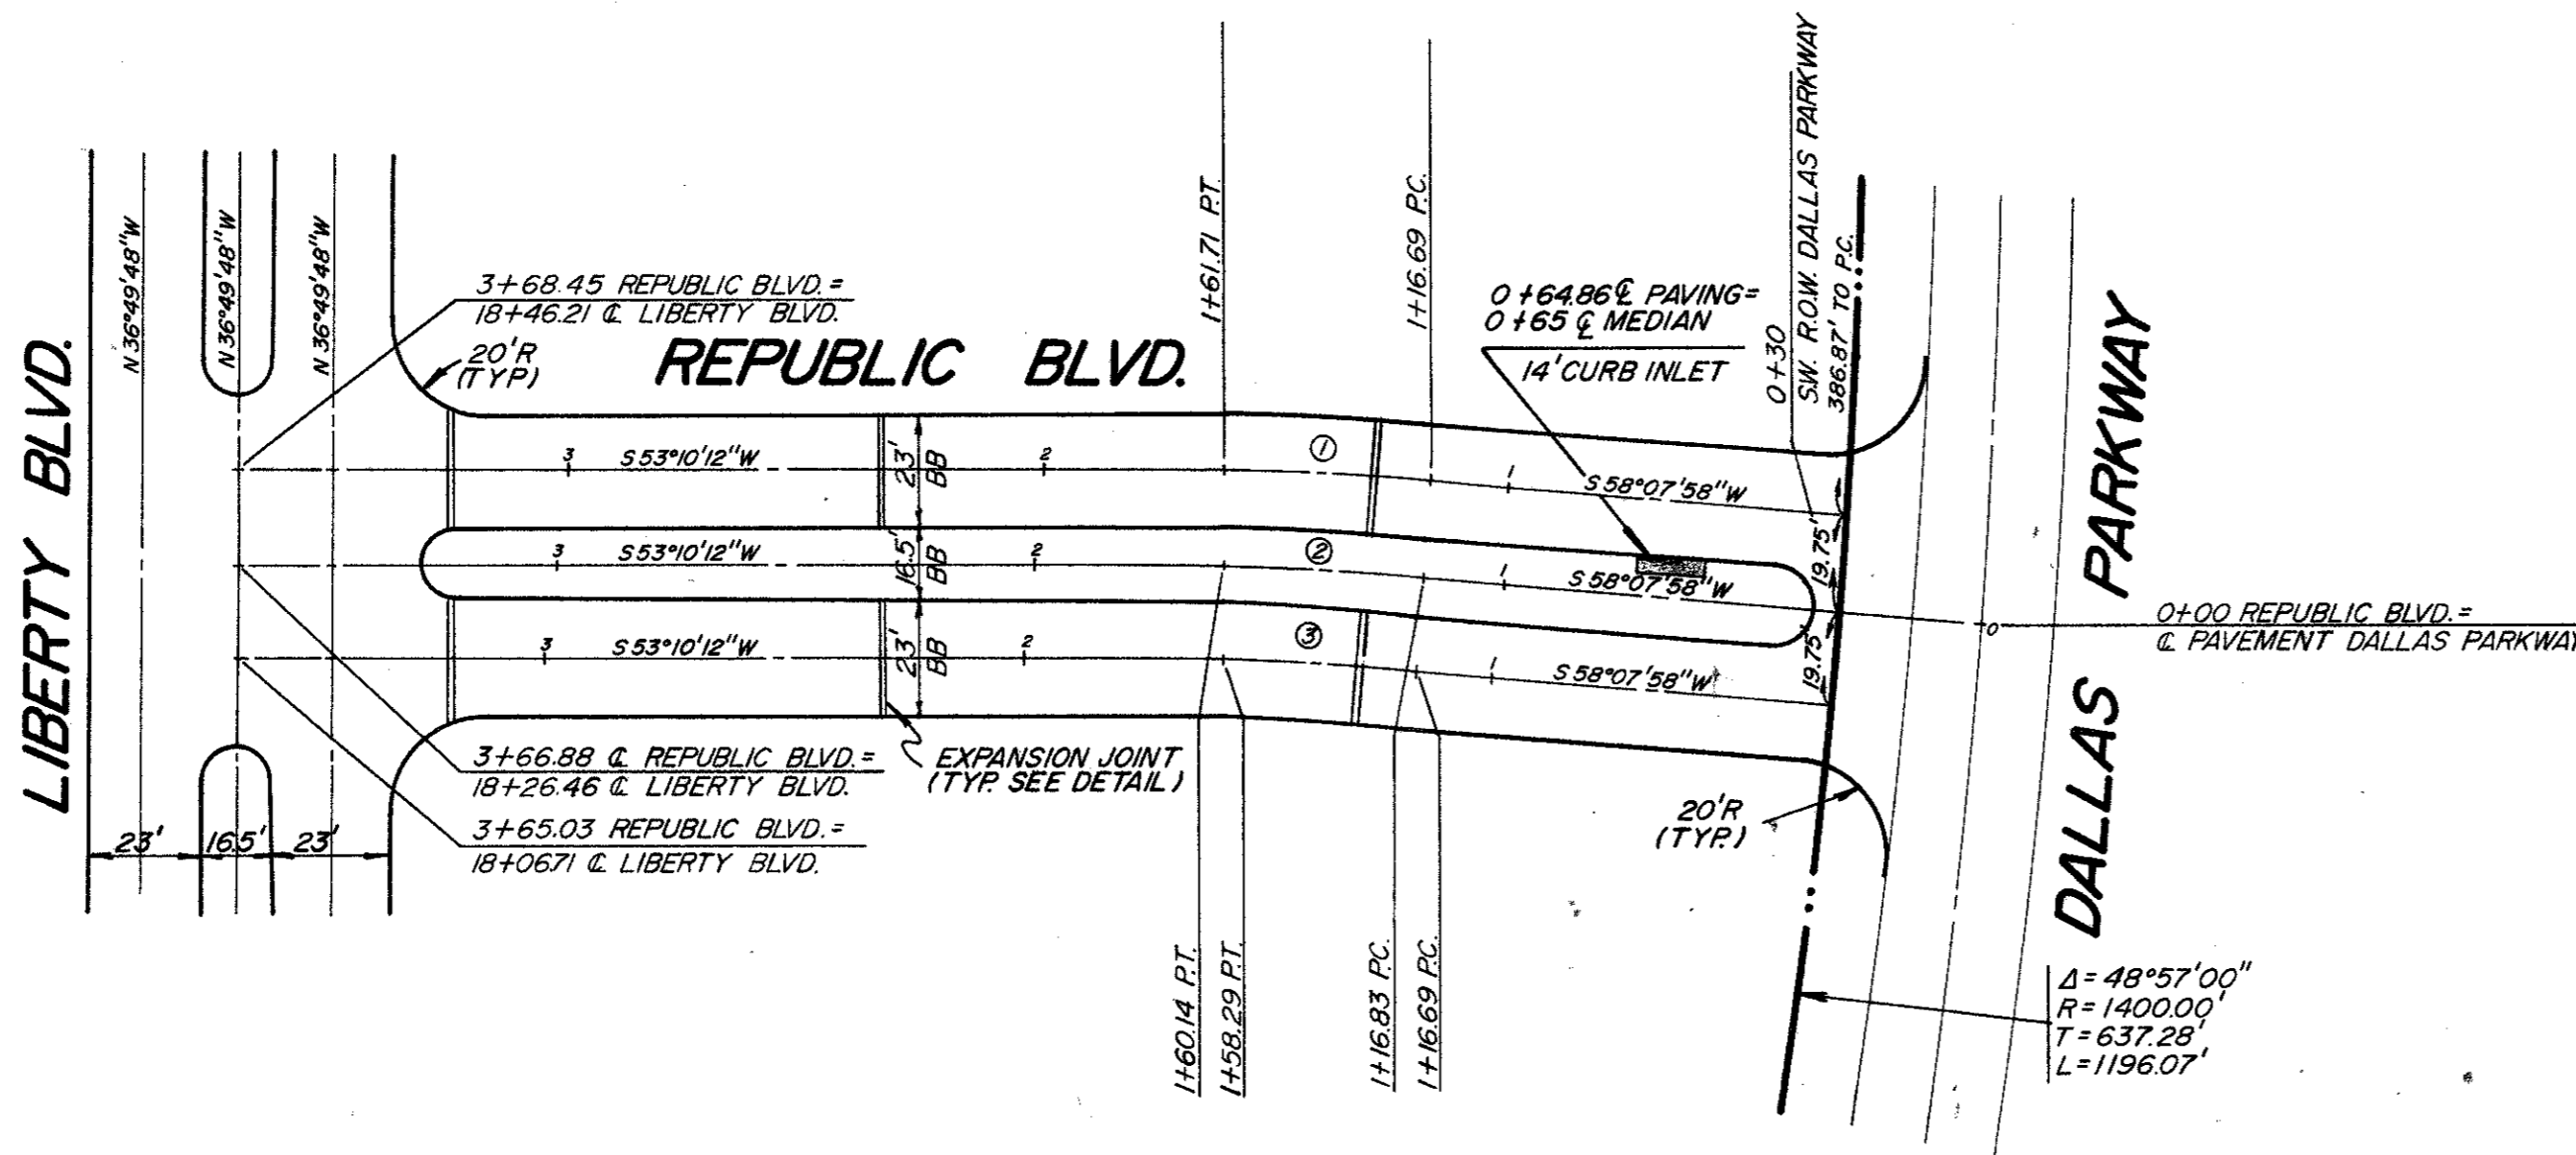 LIBERTY BLVD.
N 36°49'48"W
N 36°49'48"W
N 36°49'48"W
3+68.45 REPUBLIC BLVD.=
18+46.21 ℄ LIBERTY BLVD.
20'R
(TYP)
REPUBLIC BLVD.
1+61.71 P.T.
1+16.69 P.C.
0+64.86 ℄ PAVING=
0+65 ℄ MEDIAN
14' CURB INLET
0+30
S.W. R.O.W. DALLAS PARKWAY
386.87' TO P.C.
3
S 53°10'12"W
23'
BB
2
①
1
S 58°07'58"W
3
S 53°10'12"W
16.5'
BB
2
②
1
S 58°07'58"W
19.75'
3
S 53°10'12"W
23'
BB
2
③
1
S 58°07'58"W
19.75'
0
0+00 REPUBLIC BLVD.=
℄ PAVEMENT DALLAS PARKWAY
DALLAS PARKWAY
3+66.88 ℄ REPUBLIC BLVD.=
18+26.46 ℄ LIBERTY BLVD.
3+65.03 REPUBLIC BLVD.=
18+06.71 ℄ LIBERTY BLVD.
EXPANSION JOINT
(TYP. SEE DETAIL)
23'
16.5'
23'
20'R
(TYP.)
1+60.14 P.T.
1+58.29 P.T.
1+16.83 P.C.
1+16.69 P.C.
Δ=48°57'00"
R=1400.00'
T=637.28'
L=1196.07'